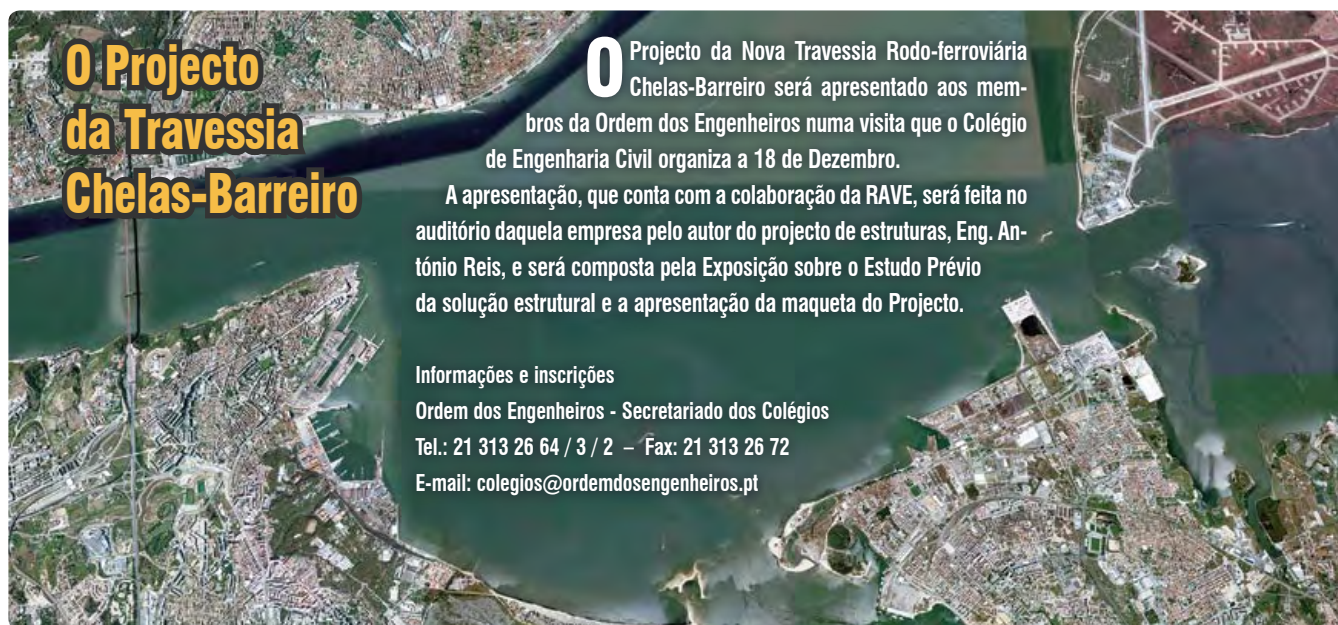 O Projecto
da Travessia
Chelas-Barreiro
O Projecto da Nova Travessia Rodo-ferroviária
Chelas-Barreiro será apresentado aos mem-
bros da Ordem dos Engenheiros numa visita que o Colégio
de Engenharia Civil organiza a 18 de Dezembro.
A apresentação, que conta com a colaboração da RAVE, será feita no
auditório daquela empresa pelo autor do projecto de estruturas, Eng. An-
tónio Reis, e será composta pela Exposição sobre o Estudo Prévio
da solução estrutural e a apresentação da maqueta do Projecto.
Informações e inscrições
Ordem dos Engenheiros - Secretariado dos Colégios
Tel.: 21 313 26 64 / 3 / 2 – Fax: 21 313 26 72
E-mail: colegios@ordemdosengenheiros.pt